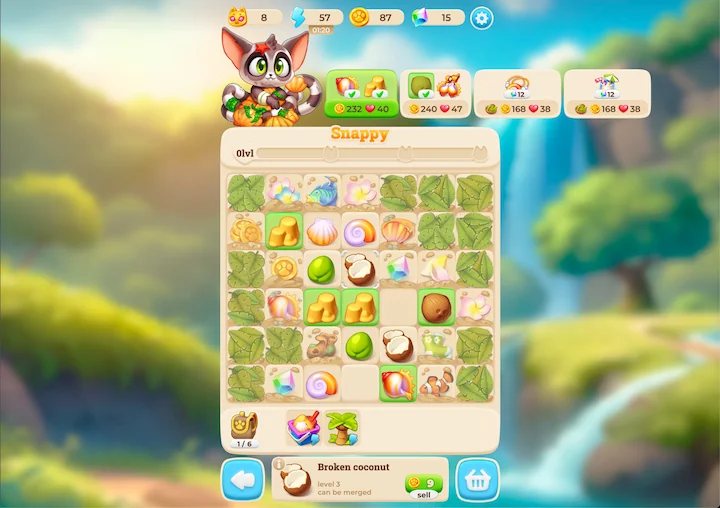 8 57 87 15
01:20
12 12
232 40 240 47 168 38 168 38
Snappy
0lvl
1 / 6
i Broken coconut
level 3
can be merged
9
sell